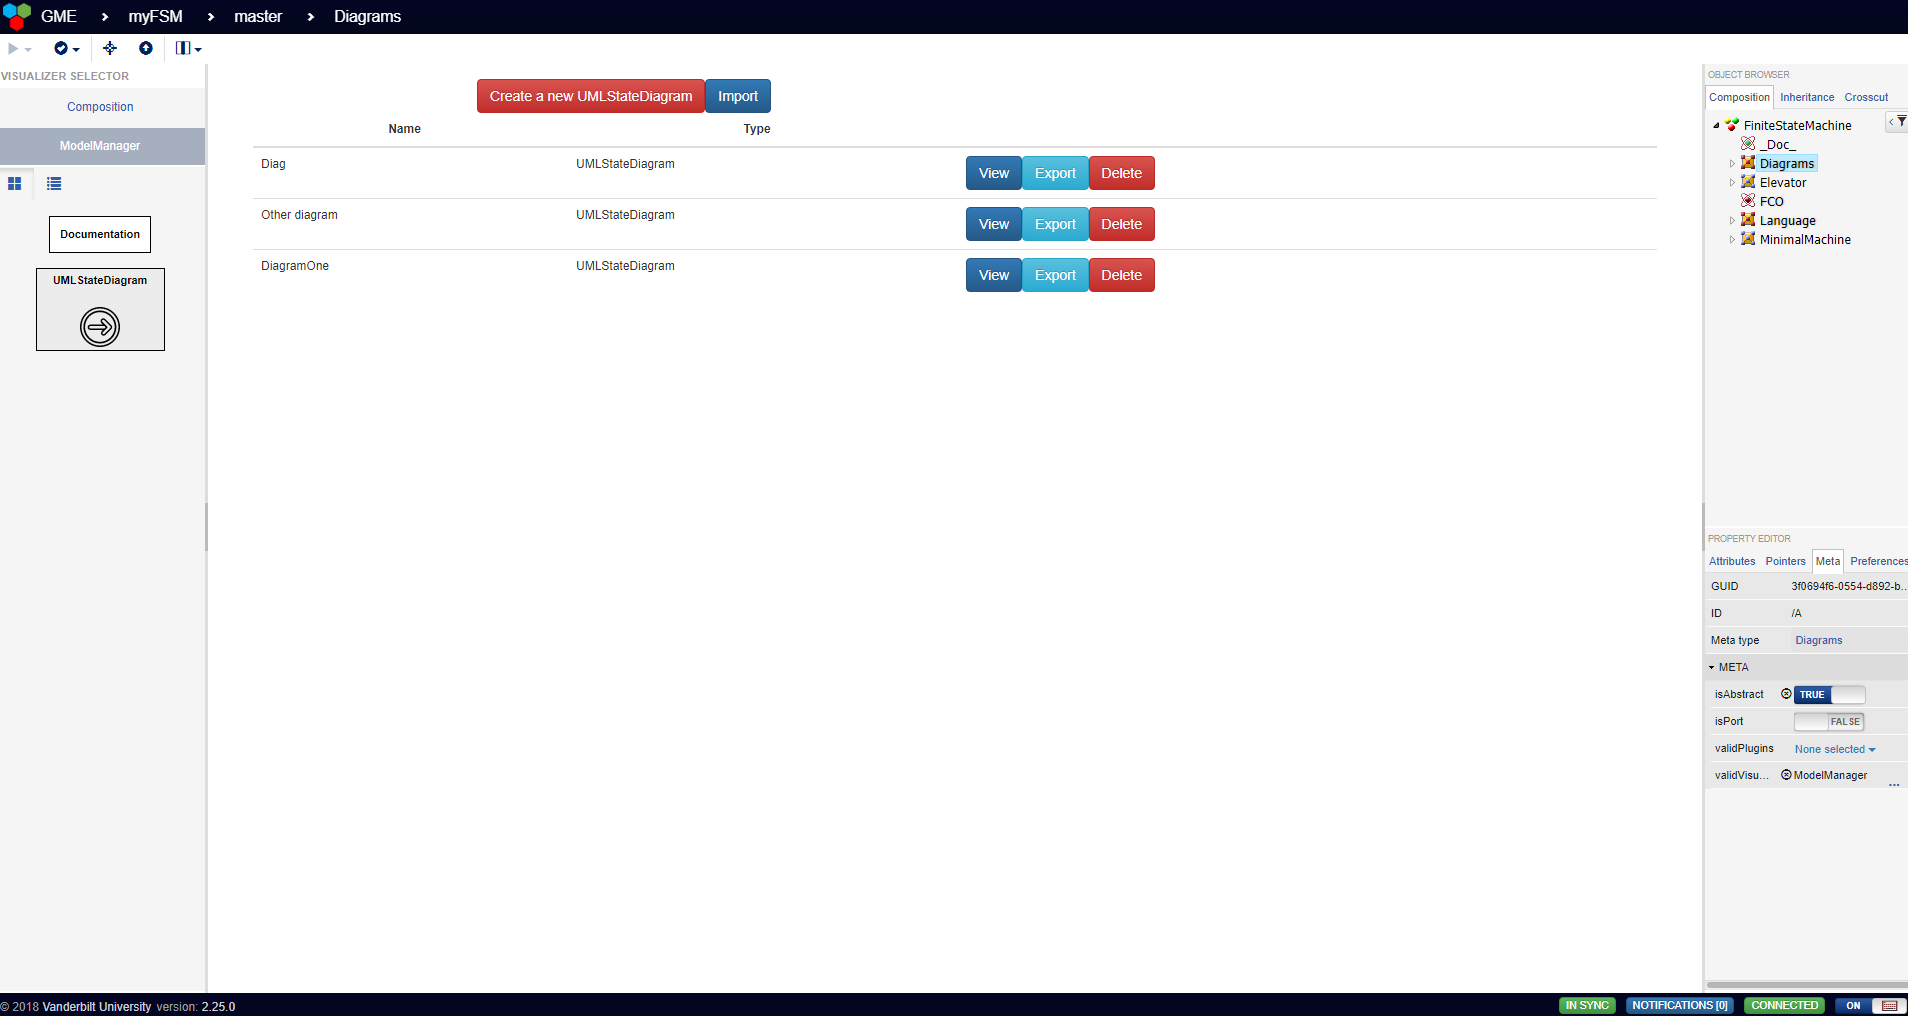 GME › myFSM › master › Diagrams
VISUALIZER SELECTOR
Composition
ModelManager
Documentation
UMLStateDiagram
Create a new UMLStateDiagram Import
Name Type
Diag UMLStateDiagram View Export Delete
Other diagram UMLStateDiagram View Export Delete
DiagramOne UMLStateDiagram View Export Delete
OBJECT BROWSER
Composition Inheritance Crosscut
FiniteStateMachine
_Doc_
Diagrams
Elevator
FCO
Language
MinimalMachine
PROPERTY EDITOR
Attributes Pointers Meta Preferences
GUID 3f0694f6-0554-d892-b...
ID /A
Meta type Diagrams
META
isAbstract TRUE
isPort FALSE
validPlugins None selected
validVisu... ModelManager ...
© 2018 Vanderbilt University version: 2.25.0
IN SYNC NOTIFICATIONS [0] CONNECTED ON